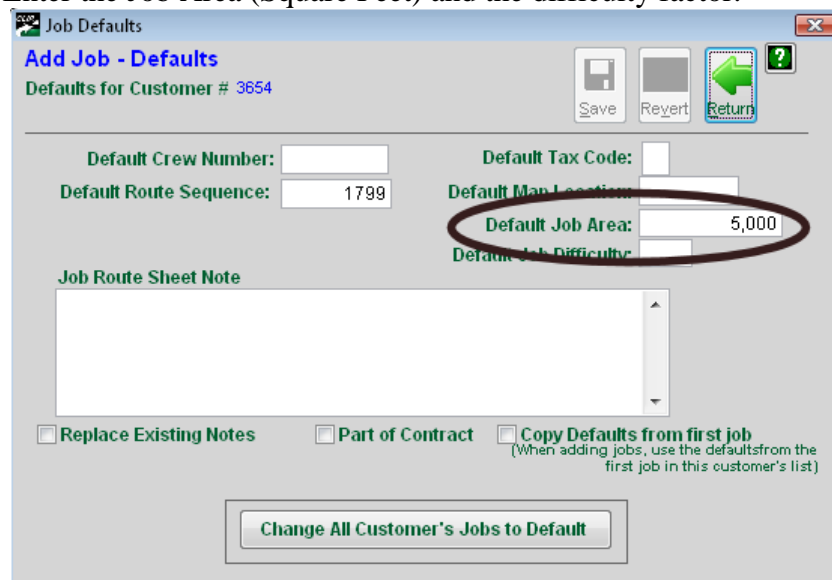 Enter the Job Area (Square Feet) and the difficulty factor.
CLIP Job Defaults
Add Job - Defaults
Defaults for Customer # 3654
Save Revert Return ?
Default Crew Number:
Default Tax Code:
Default Route Sequence: 1799
Default Map Location:
Default Job Area: 5,000
Default Job Difficulty:
Job Route Sheet Note
Replace Existing Notes
Part of Contract
Copy Defaults from first job
(When adding jobs, use the defaultsfrom the
first job in this customer's list)
Change All Customer's Jobs to Default